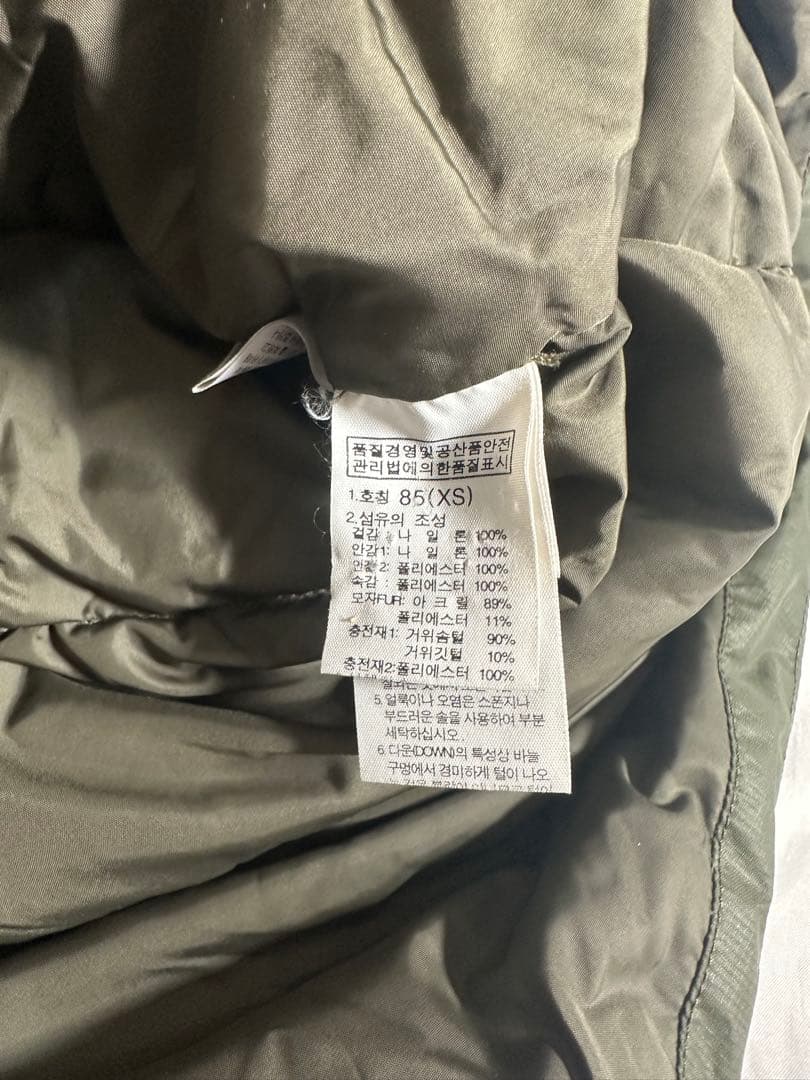 품질경영및공산품안전
관리법에의한품질표시
1.호칭 85(XS)
2.섬유의 조성
겉감: 나 일 론 100%
안감1: 나 일 론 100%
안감 2: 폴리에스터 100%
속감 : 폴리에스터 100%
모자FUR: 아 크 릴 89%
폴리에스터 11%
충전재1: 거위솜털 90%
거위깃털 10%
충전재2:폴리에스터 100%
5. 얼룩이나 오염은 스폰지나
부드러운 솔을 사용하여 부분
세탁하십시오.
6. 다운(DOWN)의 특성상 바늘
구멍에서 경미하게 털이 나오